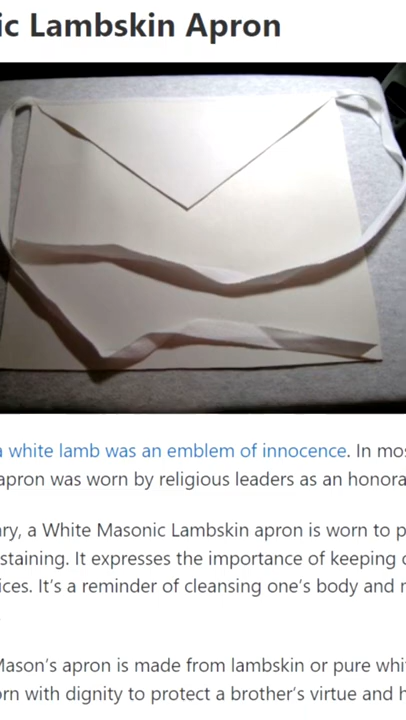 ic Lambskin Apron
a white lamb was an emblem of innocence. In mos
apron was worn by religious leaders as an honora
ary, a White Masonic Lambskin apron is worn to p
staining. It expresses the importance of keeping
ices. It's a reminder of cleansing one's body and
Mason's apron is made from lambskin or pure whi
orn with dignity to protect a brother's virtue and h